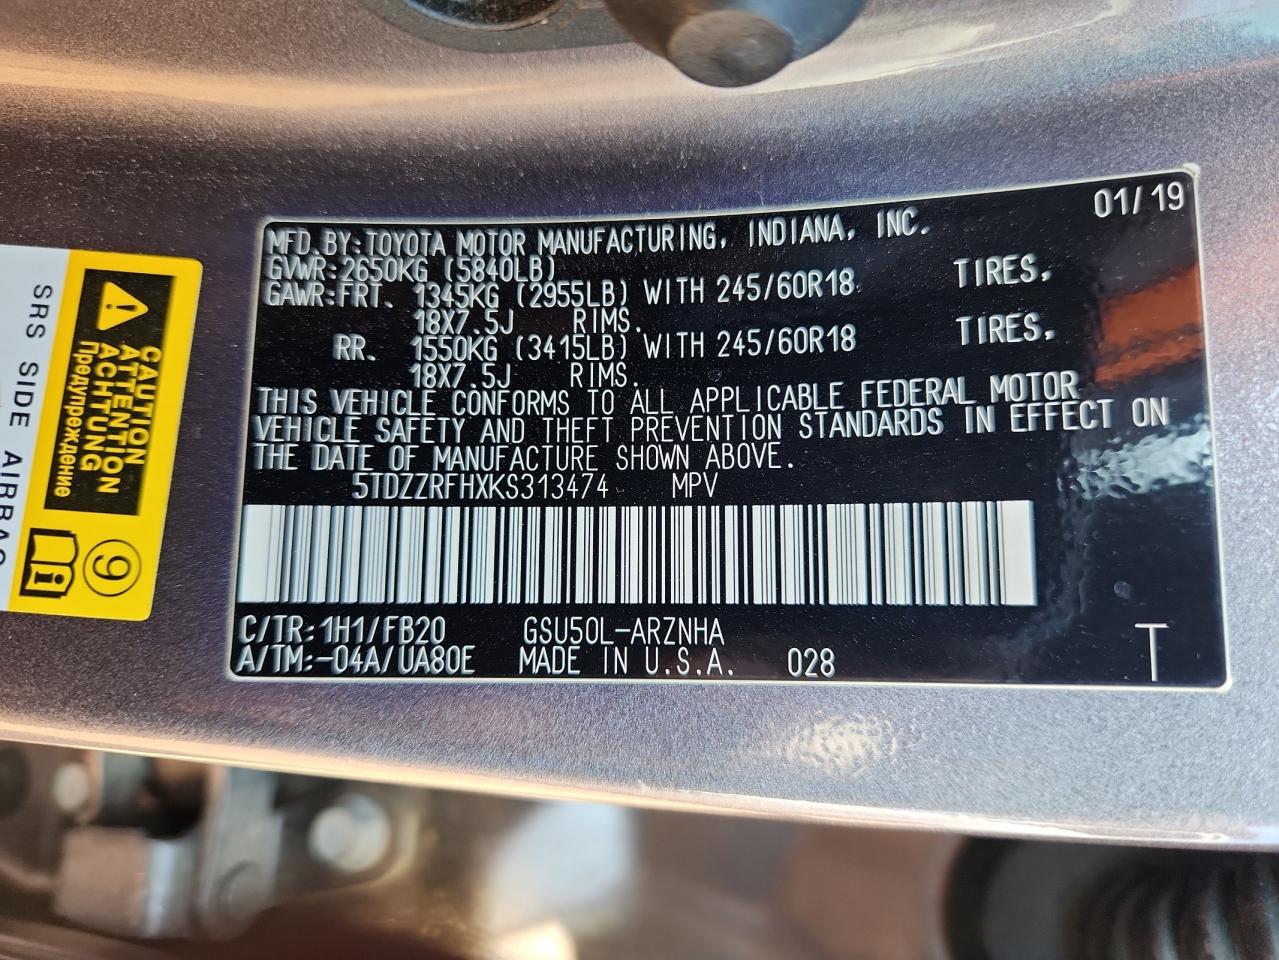 01/19
MFD.BY:TOYOTA MOTOR MANUFACTURING, INDIANA, INC.
GVWR:2650KG (5840LB)
GAWR:FRT. 1345KG (2955LB) WITH 245/60R18 TIRES,
18X7.5J RIMS.
RR. 1550KG (3415LB) WITH 245/60R18 TIRES,
18X7.5J RIMS.
THIS VEHICLE CONFORMS TO ALL APPLICABLE FEDERAL MOTOR
VEHICLE SAFETY AND THEFT PREVENTION STANDARDS IN EFFECT ON
THE DATE OF MANUFACTURE SHOWN ABOVE.
5TDZZRFHXKS313474 MPV
C/TR:1H1/FB20 GSU50L-ARZNHA
A/TM:-04A/UA80E MADE IN U.S.A. 028
T
CAUTION
ATTENTION
ACHTUNG
Предупреждение
9
SRS SIDE AIRBAG